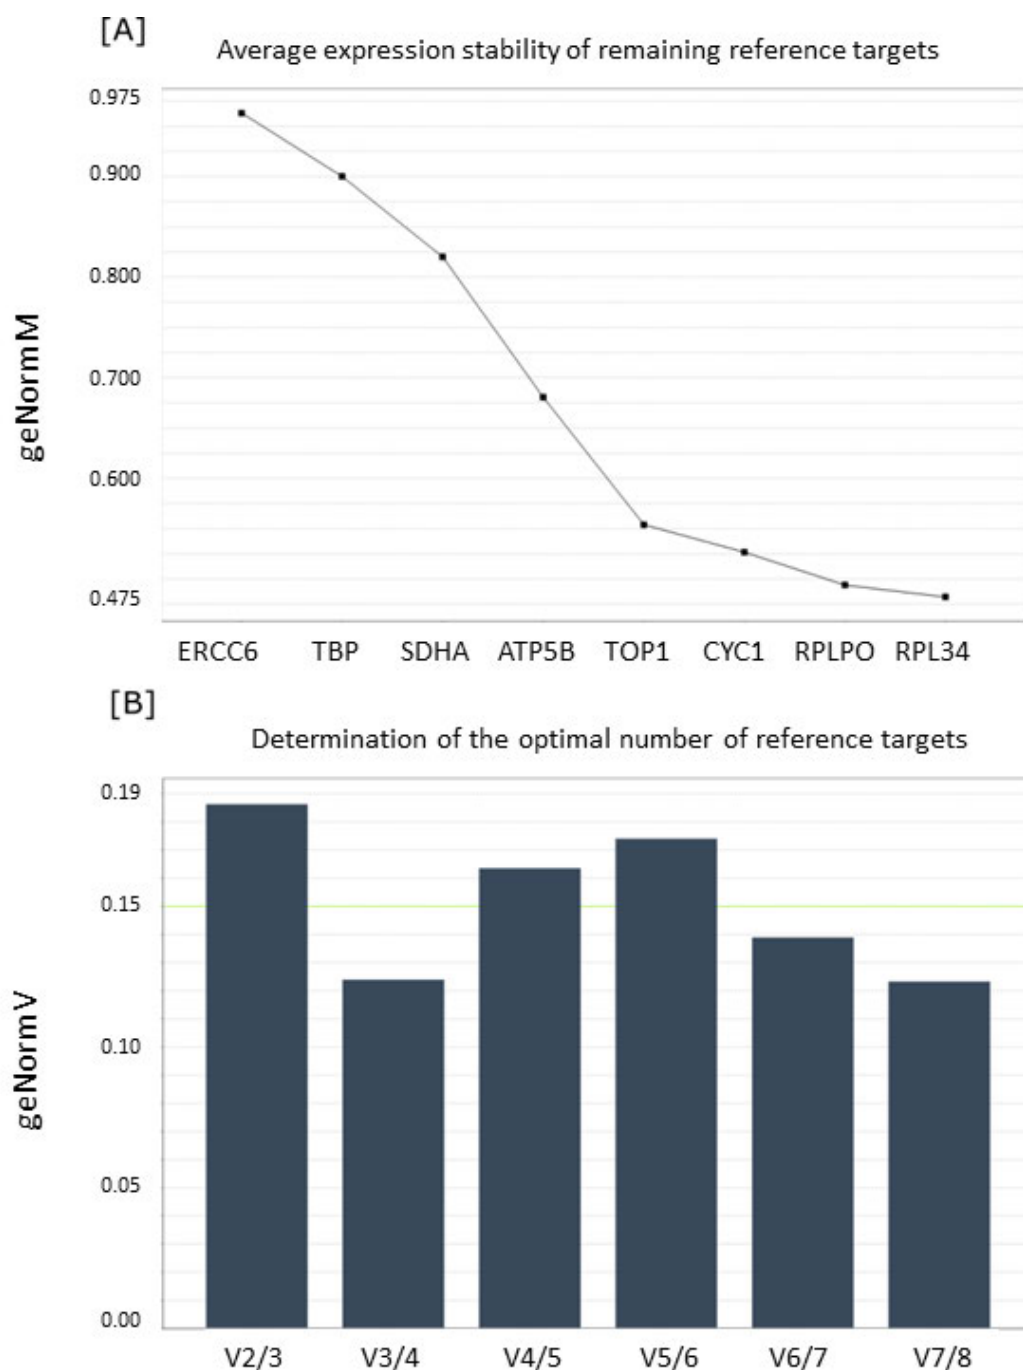 [A]
Average expression stability of remaining reference targets
geNorm M
0.975
0.900
0.800
0.700
0.600
0.475
ERCC6 TBP SDHA ATP5B TOP1 CYC1 RPLPO RPL34
[B]
Determination of the optimal number of reference targets
geNorm V
0.19
0.15
0.10
0.05
0.00
V2/3 V3/4 V4/5 V5/6 V6/7 V7/8